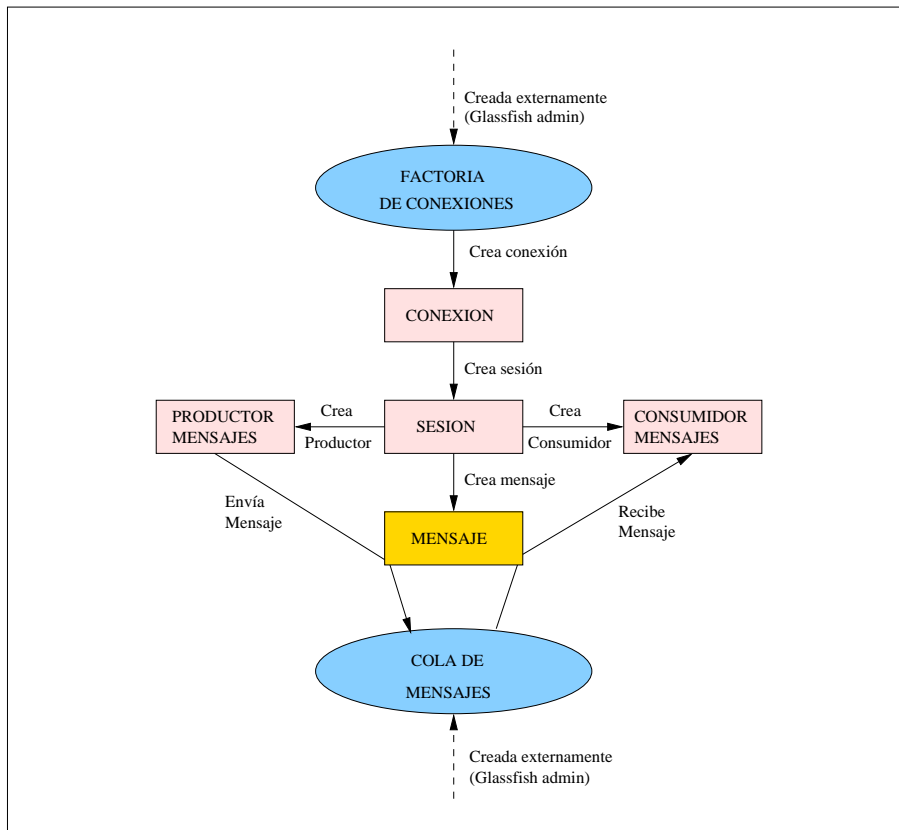 Creada externamente
(Glassfish admin)
FACTORIA
DE CONEXIONES
Crea conexión
CONEXION
Crea sesión
PRODUCTOR
MENSAJES
Crea
Productor
SESION
Crea
Consumidor
CONSUMIDOR
MENSAJES
Crea mensaje
Envía
Mensaje
Recibe
Mensaje
MENSAJE
COLA DE
MENSAJES
Creada externamente
(Glassfish admin)